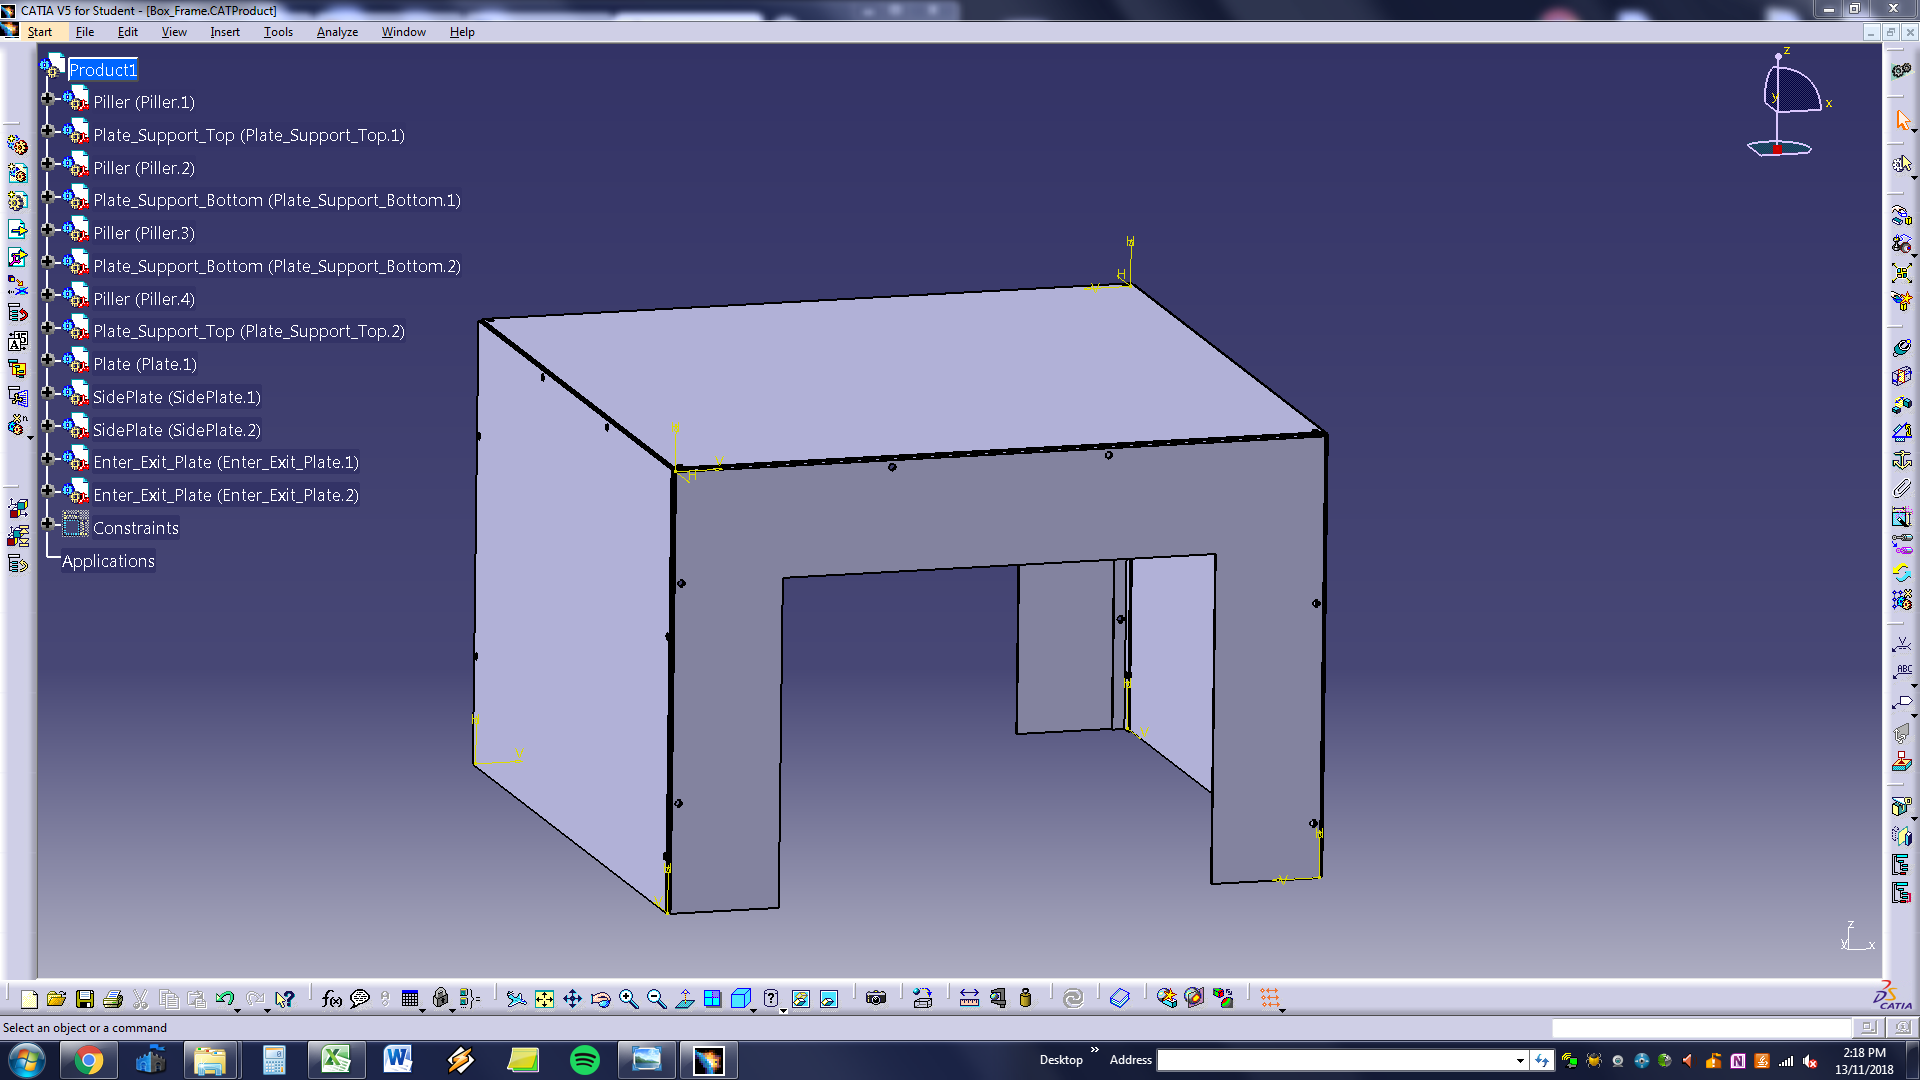 CATIA V5 for Student - [Box_Frame.CATProduct]
Start File Edit View Insert Tools Analyze Window Help
Product1
Piller (Piller.1)
Plate_Support_Top (Plate_Support_Top.1)
Piller (Piller.2)
Plate_Support_Bottom (Plate_Support_Bottom.1)
Piller (Piller.3)
Plate_Support_Bottom (Plate_Support_Bottom.2)
Piller (Piller.4)
Plate_Support_Top (Plate_Support_Top.2)
Plate (Plate.1)
SidePlate (SidePlate.1)
SidePlate (SidePlate.2)
Enter_Exit_Plate (Enter_Exit_Plate.1)
Enter_Exit_Plate (Enter_Exit_Plate.2)
Constraints
Applications
z
y
x
H
V
ABC
z
y x
f(x)
CATIA
Select an object or a command
Desktop Address
2:18 PM
13/11/2018